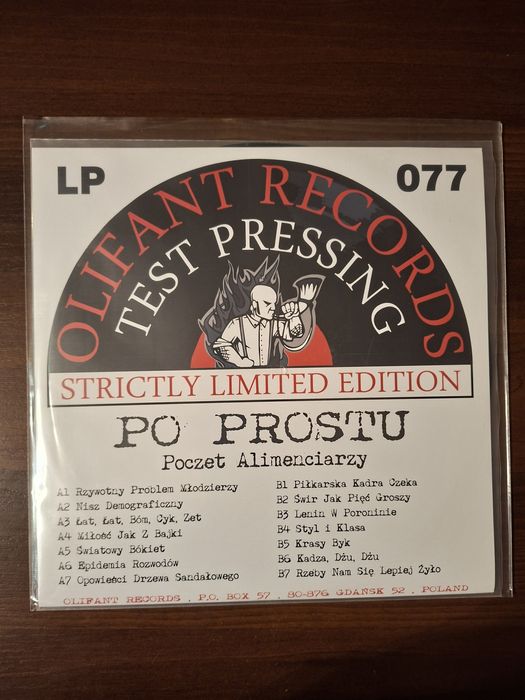 LP
077
OLIFANT RECORDS
TEST PRESSING
STRICTLY LIMITED EDITION
PO PROSTU
Poczet Alimenciarzy
A1 Rzywotny Problem Młodzierzy
A2 Nisz Demograficzny
A3 Łat, Łat, Bóm, Cyk, Zet
A4 Miłość Jak Z Bajki
A5 Światowy Bókiet
A6 Epidemia Rozwodów
A7 Opowieści Drzewa Sandałowego
B1 Piłkarska Kadra Czeka
B2 Świr Jak Pięć Groszy
B3 Lenin W Poroninie
B4 Styl i Klasa
B5 Krasy Byk
B6 Kadza, Dżu, Dżu
B7 Rzeby Nam Się Lepiej Żyło
OLIFANT RECORDS . P.O. BOX 57 . 80-876 GDAŃSK 52 . POLAND